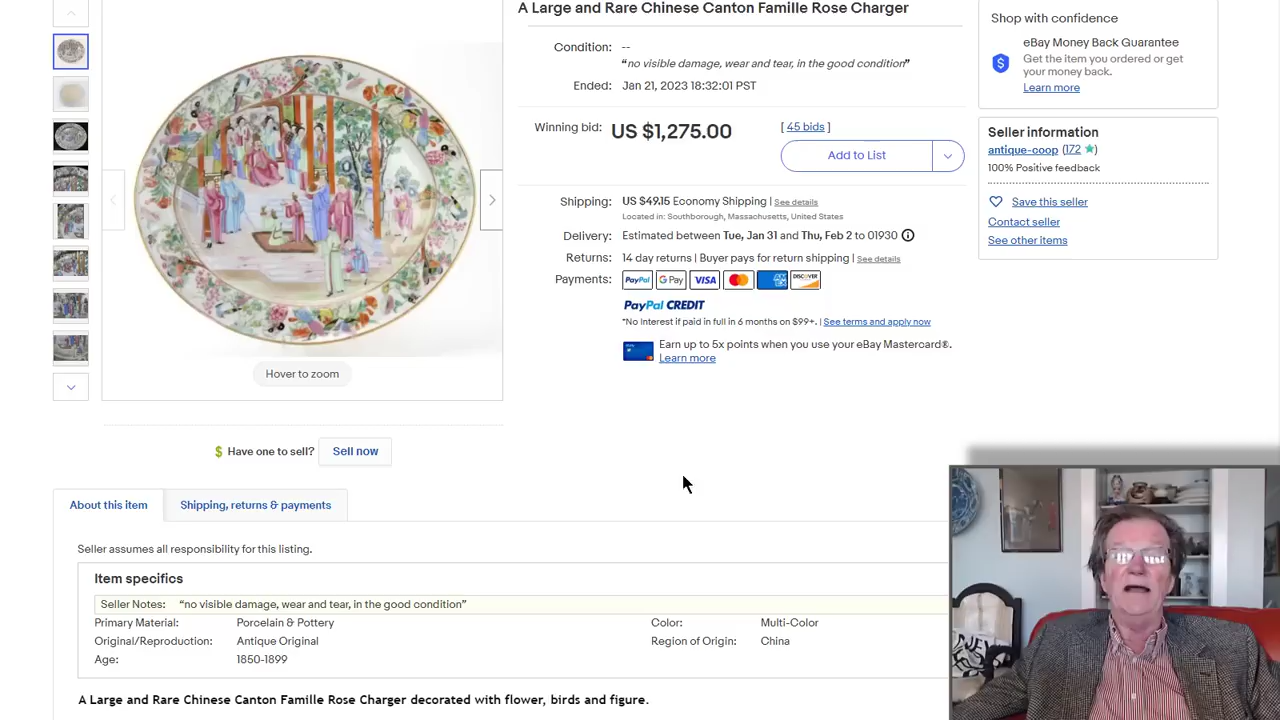 A Large and Rare Chinese Canton Famille Rose Charger
Condition: --
“no visible damage, wear and tear, in the good condition”
Ended: Jan 21, 2023 18:32:01 PST
Winning bid: US $1,275.00 [ 45 bids ]
Add to List
Shipping: US $49.15 Economy Shipping | See details
Located in: Southborough, Massachusetts, United States
Delivery: Estimated between Tue, Jan 31 and Thu, Feb 2 to 01930
Returns: 14 day returns | Buyer pays for return shipping | See details
Payments: PayPal G Pay VISA DISCOVER
PayPal CREDIT
*No Interest if paid in full in 6 months on $99+. | See terms and apply now
Earn up to 5x points when you use your eBay Mastercard®.
Learn more
Shop with confidence
eBay Money Back Guarantee
Get the item you ordered or get
your money back.
Learn more
Seller information
antique-coop (172)
100% Positive feedback
Save this seller
Contact seller
See other items
Hover to zoom
Have one to sell? Sell now
About this item
Shipping, returns & payments
Seller assumes all responsibility for this listing.
Item specifics
Seller Notes: “no visible damage, wear and tear, in the good condition”
Primary Material: Porcelain & Pottery Color: Multi-Color
Original/Reproduction: Antique Original Region of Origin: China
Age: 1850-1899
A Large and Rare Chinese Canton Famille Rose Charger decorated with flower, birds and figure.